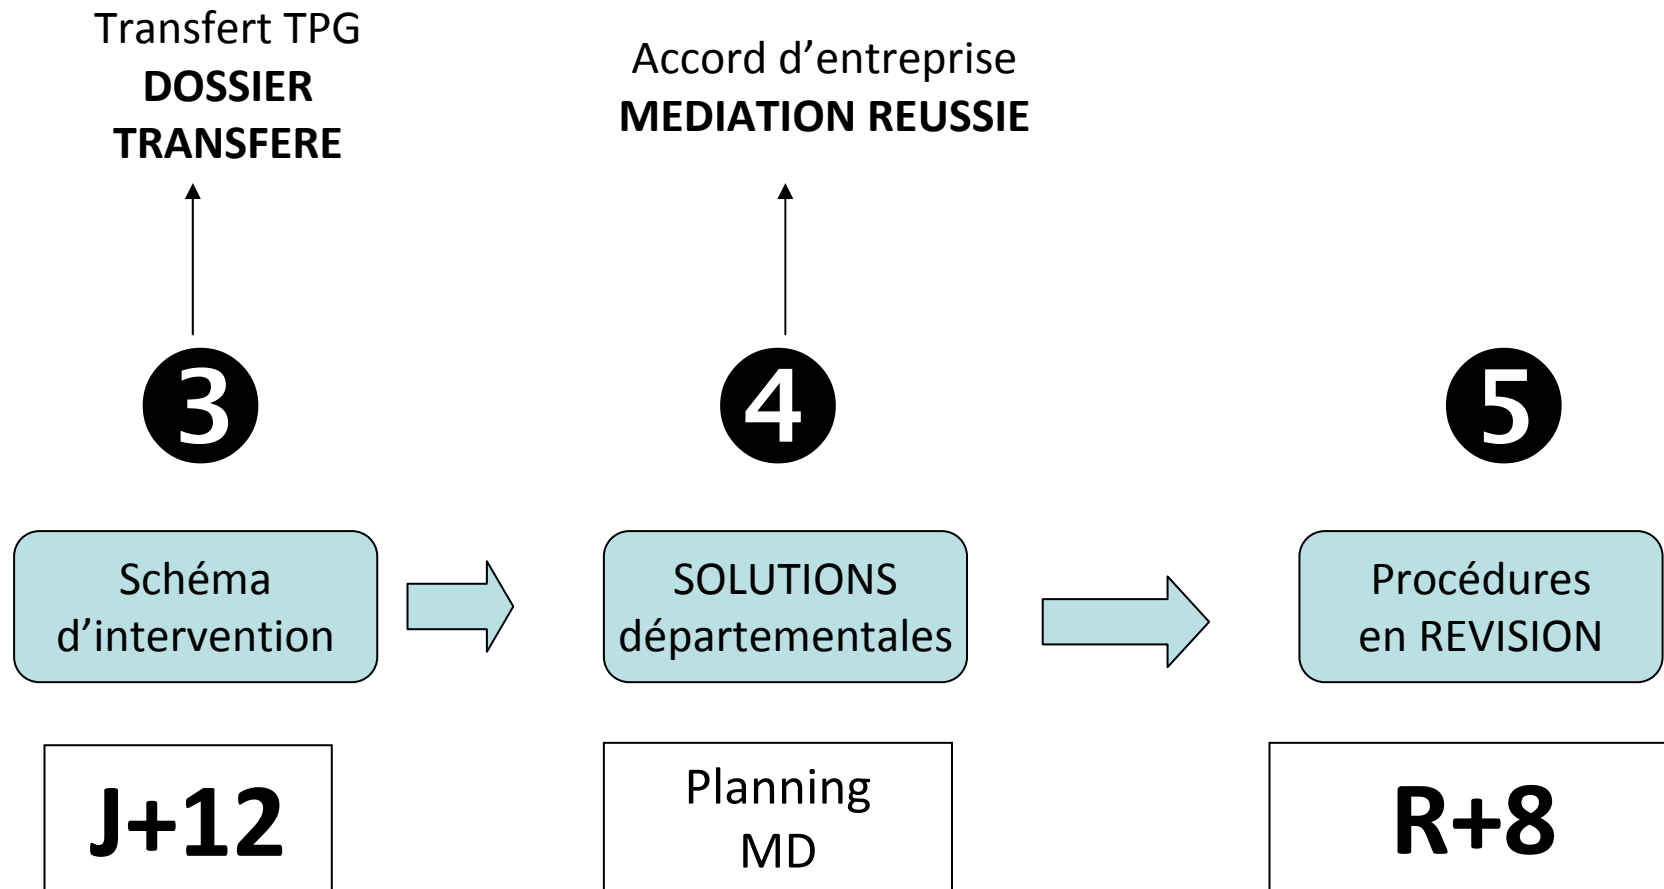 Transfert TPG
DOSSIER
TRANSFERE
Accord d’entreprise
MEDIATION REUSSIE
3
4
5
Schéma
d’intervention
SOLUTIONS
départementales
Procédures
en REVISION
J+12
Planning
MD
R+8